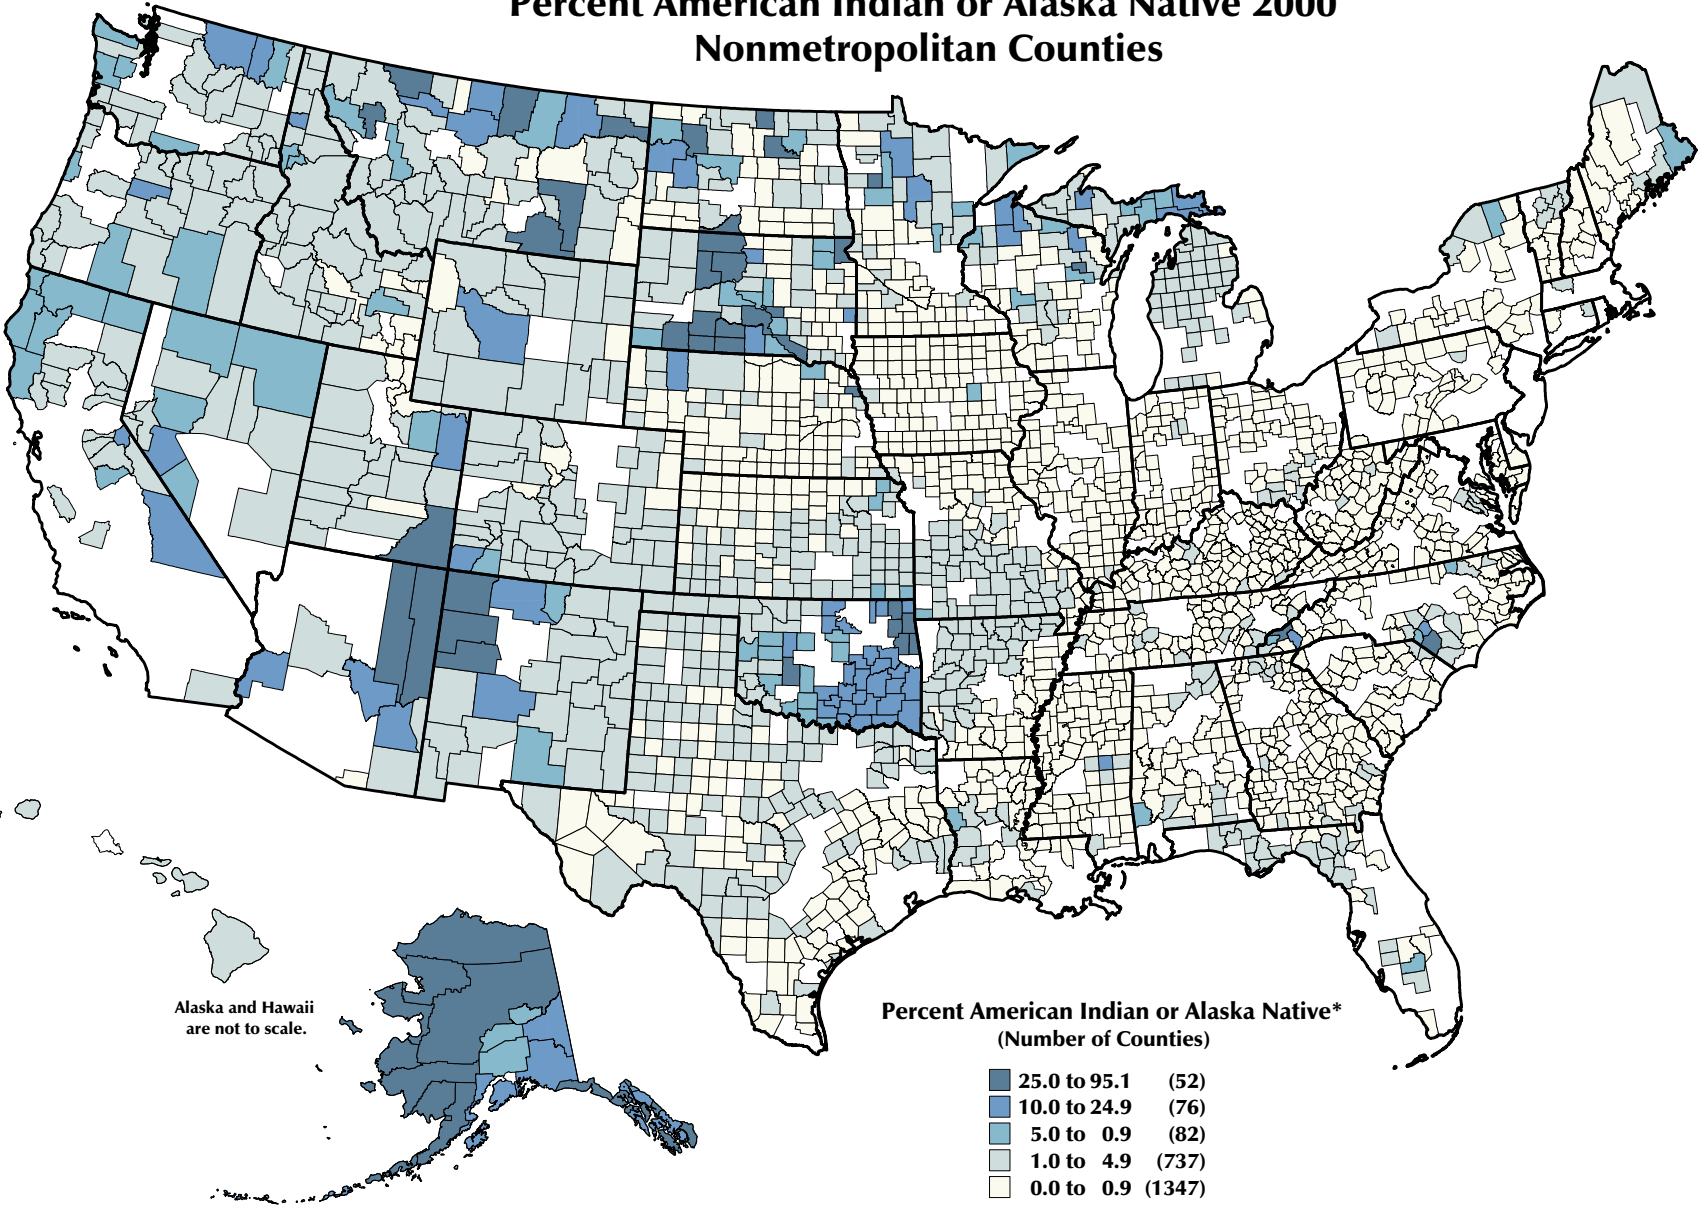 Percent American Indian or Alaska Native 2000
Nonmetropolitan Counties
Alaska and Hawaii
are not to scale.
Percent American Indian or Alaska Native*
(Number of Counties)
25.0 to 95.1 (52)
10.0 to 24.9 (76)
5.0 to 0.9 (82)
1.0 to 4.9 (737)
0.0 to 0.9 (1347)